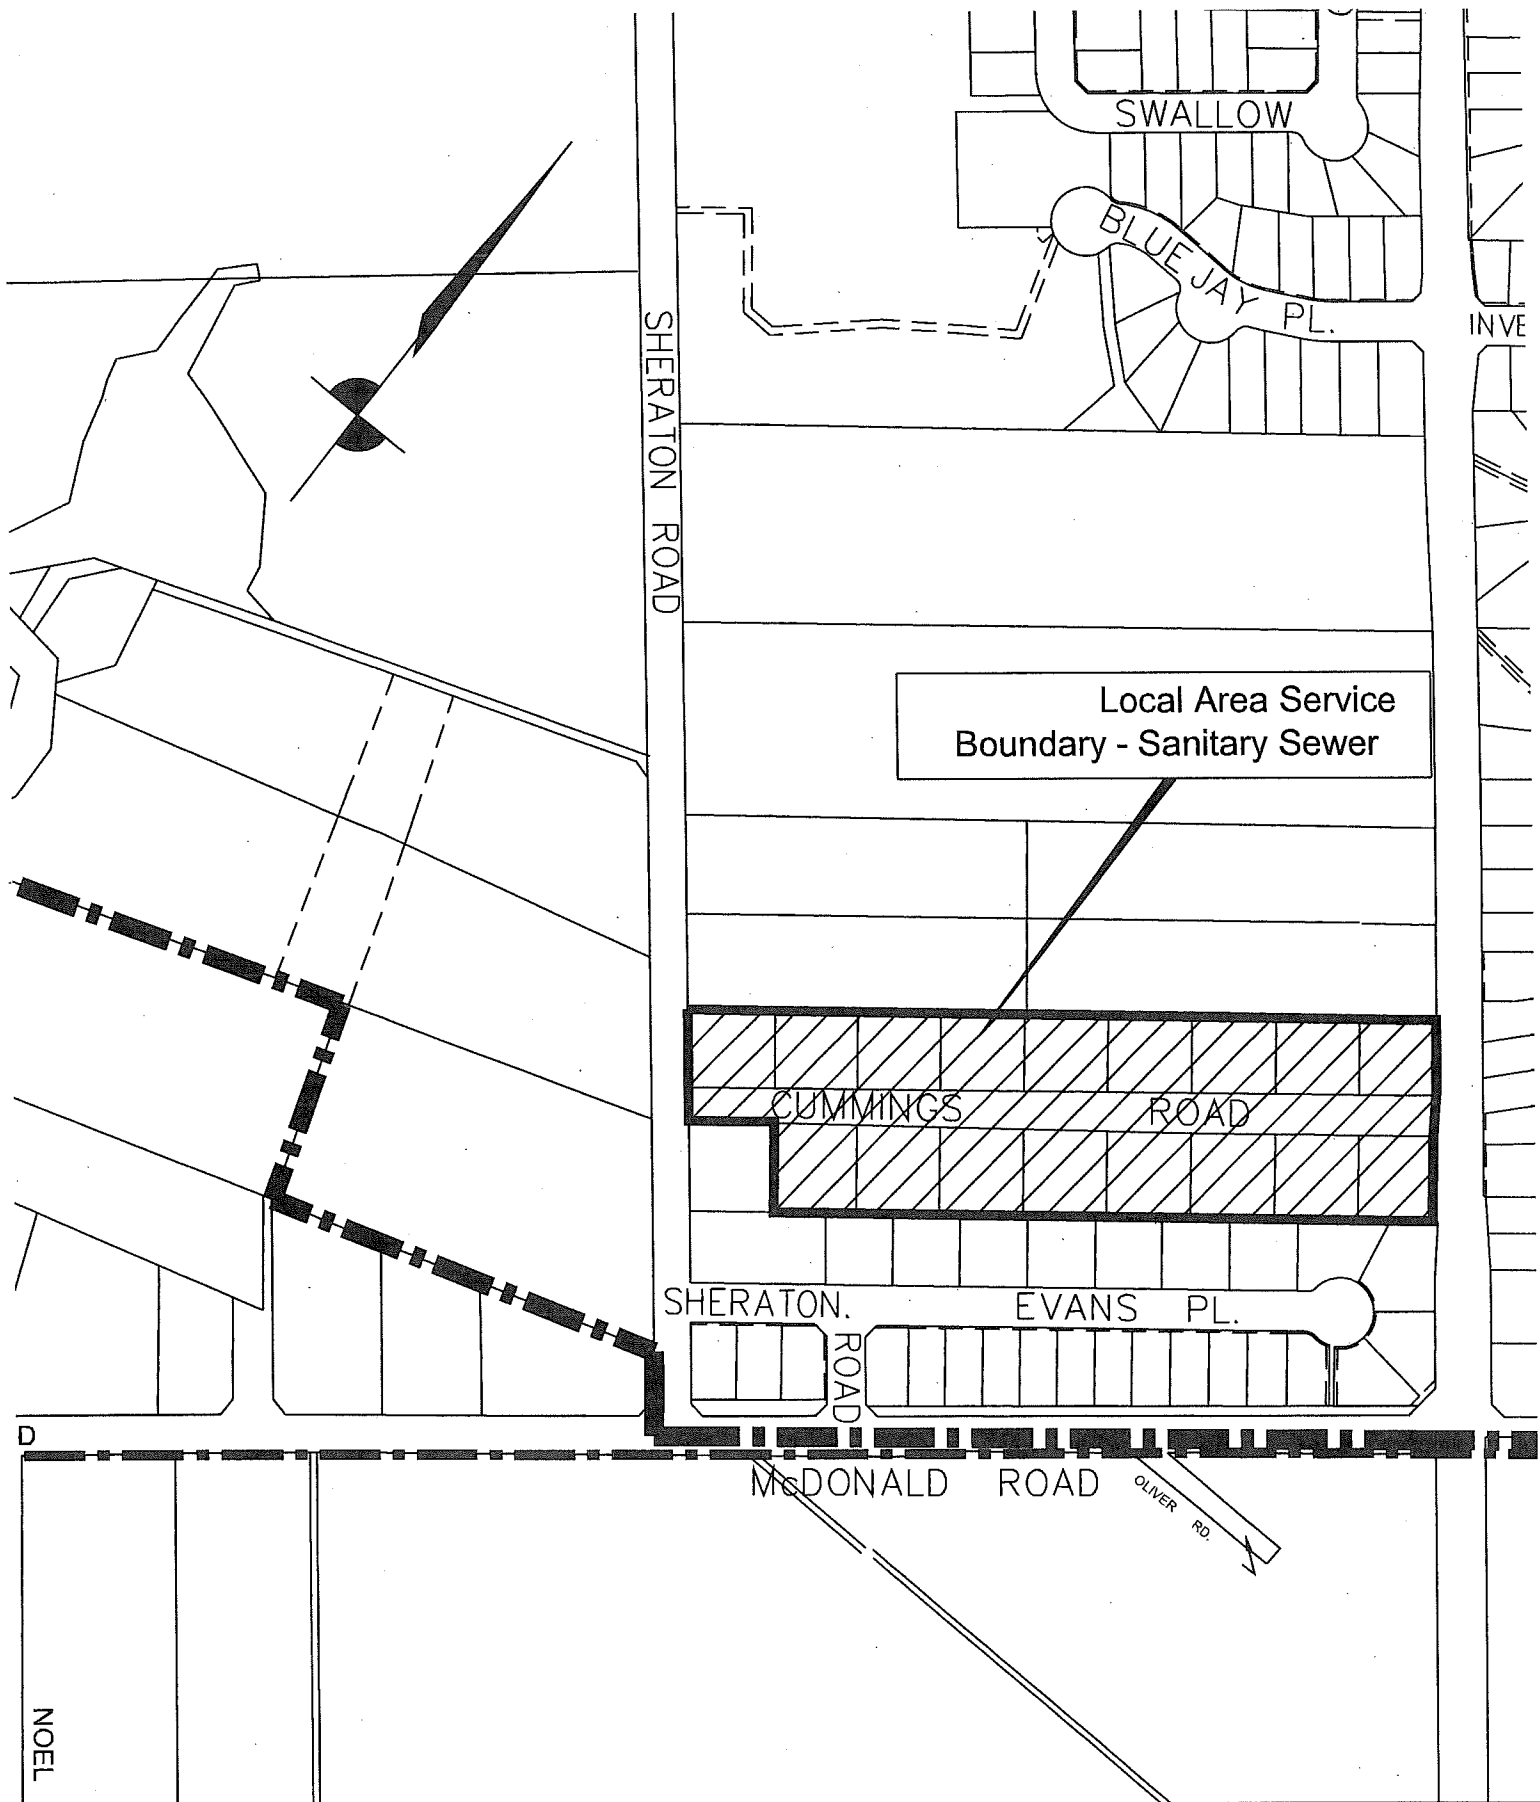 SWALLOW
BLUE JAY PL.
INVE
SHERATON ROAD
Local Area Service
Boundary - Sanitary Sewer
CUMMINGS ROAD
SHERATON.
ROAD
EVANS PL.
D
McDONALD ROAD
OLIVER RD.
NOEL